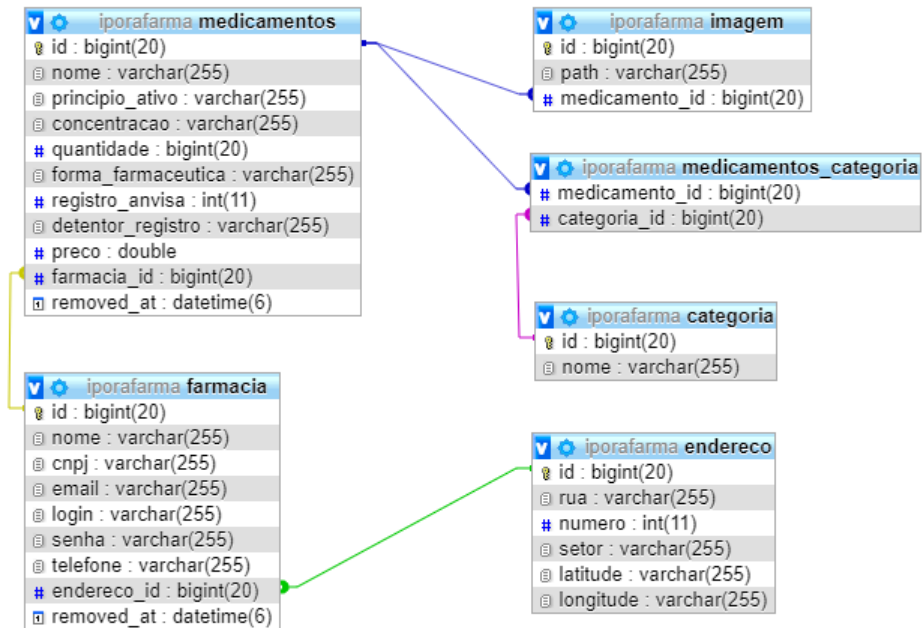 iporafarma medicamentos
id : bigint(20)
nome : varchar(255)
principio_ativo : varchar(255)
concentracao : varchar(255)
# quantidade : bigint(20)
forma_farmaceutica : varchar(255)
# registro_anvisa : int(11)
detentor_registro : varchar(255)
# preco : double
# farmacia_id : bigint(20)
removed_at : datetime(6)
iporafarma imagem
id : bigint(20)
path : varchar(255)
# medicamento_id : bigint(20)
iporafarma medicamentos_categoria
# medicamento_id : bigint(20)
# categoria_id : bigint(20)
iporafarma categoria
id : bigint(20)
nome : varchar(255)
iporafarma farmacia
id : bigint(20)
nome : varchar(255)
cnpj : varchar(255)
email : varchar(255)
login : varchar(255)
senha : varchar(255)
telefone : varchar(255)
# endereco_id : bigint(20)
removed_at : datetime(6)
iporafarma endereco
id : bigint(20)
rua : varchar(255)
# numero : int(11)
setor : varchar(255)
latitude : varchar(255)
longitude : varchar(255)